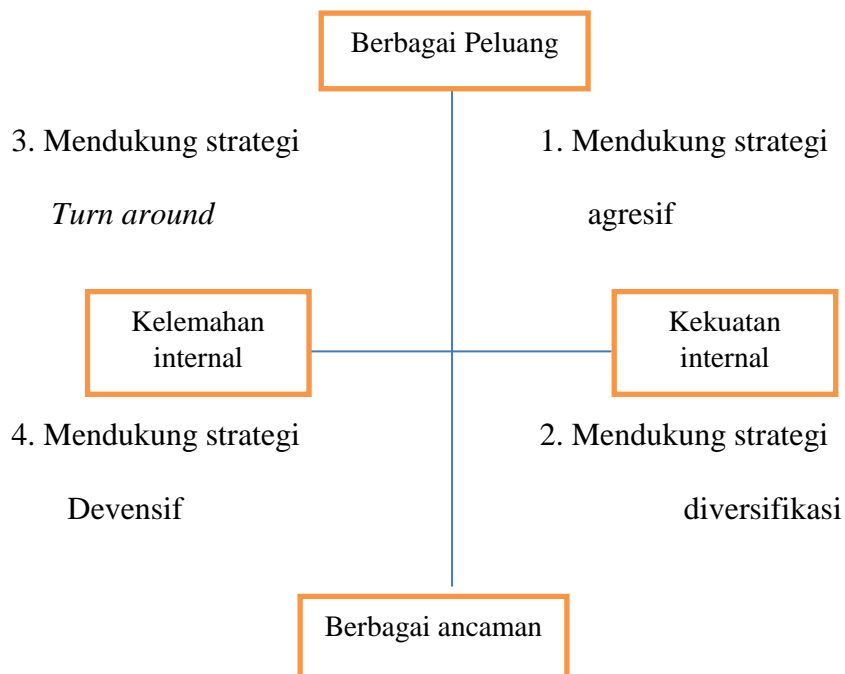 Berbagai Peluang
3. Mendukung strategi
Turn around
1. Mendukung strategi
agresif
Kelemahan
internal
Kekuatan
internal
4. Mendukung strategi
Devensif
2. Mendukung strategi
diversifikasi
Berbagai ancaman